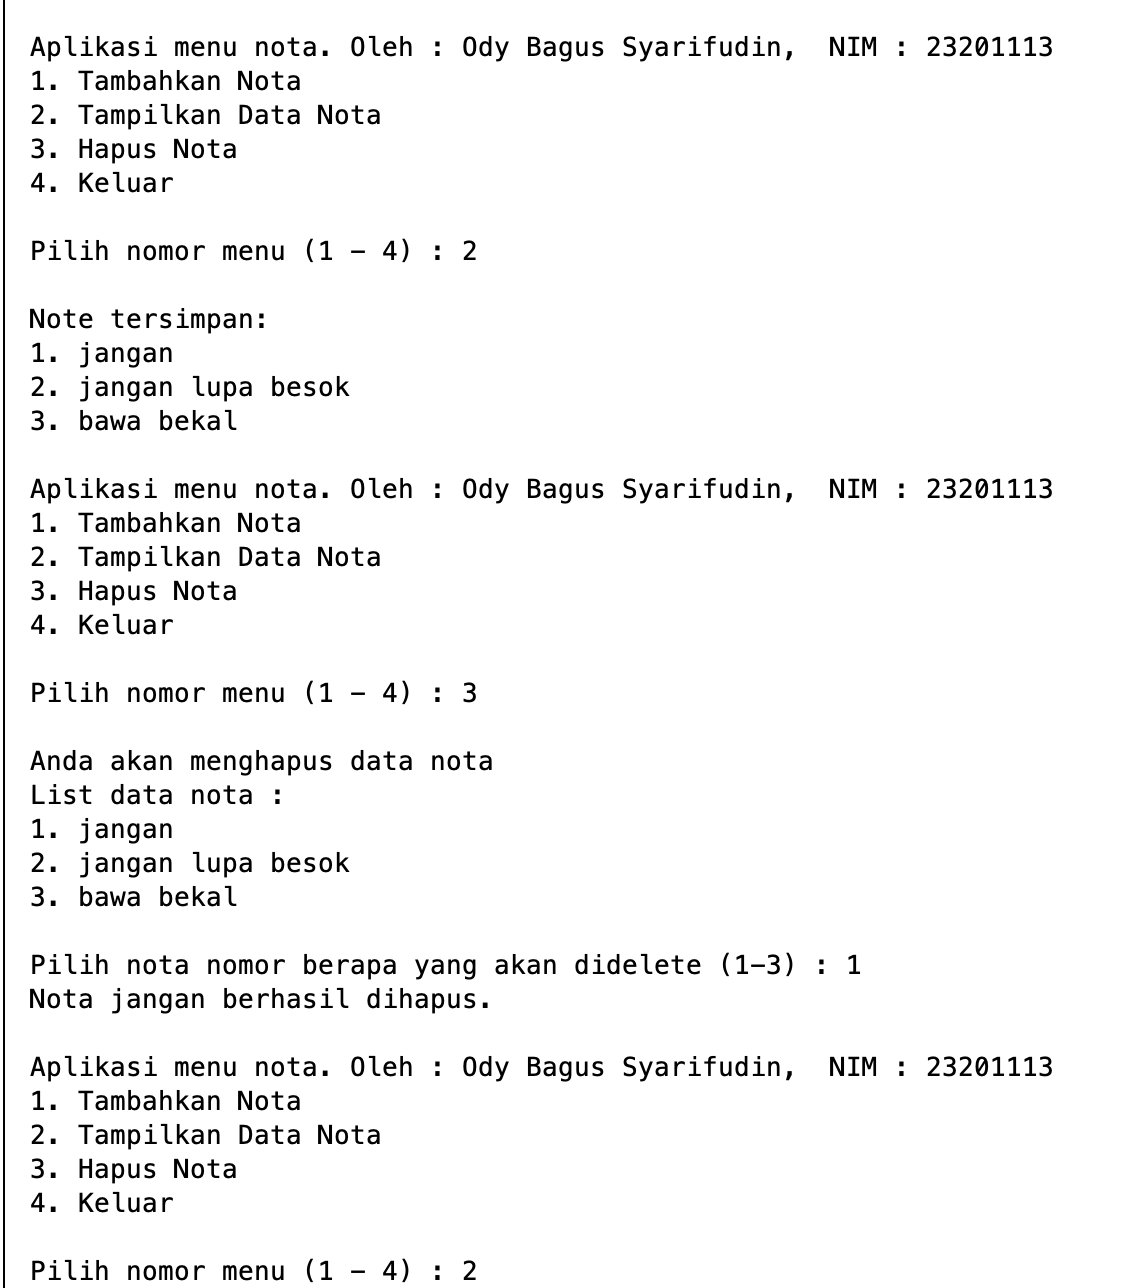 Aplikasi menu nota. Oleh : Ody Bagus Syarifudin,  NIM : 23201113
1. Tambahkan Nota
2. Tampilkan Data Nota
3. Hapus Nota
4. Keluar
Pilih nomor menu (1 - 4) : 2
Note tersimpan:
1. jangan
2. jangan lupa besok
3. bawa bekal
Aplikasi menu nota. Oleh : Ody Bagus Syarifudin,  NIM : 23201113
1. Tambahkan Nota
2. Tampilkan Data Nota
3. Hapus Nota
4. Keluar
Pilih nomor menu (1 - 4) : 3
Anda akan menghapus data nota
List data nota :
1. jangan
2. jangan lupa besok
3. bawa bekal
Pilih nota nomor berapa yang akan didelete (1-3) : 1
Nota jangan berhasil dihapus.
Aplikasi menu nota. Oleh : Ody Bagus Syarifudin,  NIM : 23201113
1. Tambahkan Nota
2. Tampilkan Data Nota
3. Hapus Nota
4. Keluar
Pilih nomor menu (1 - 4) : 2